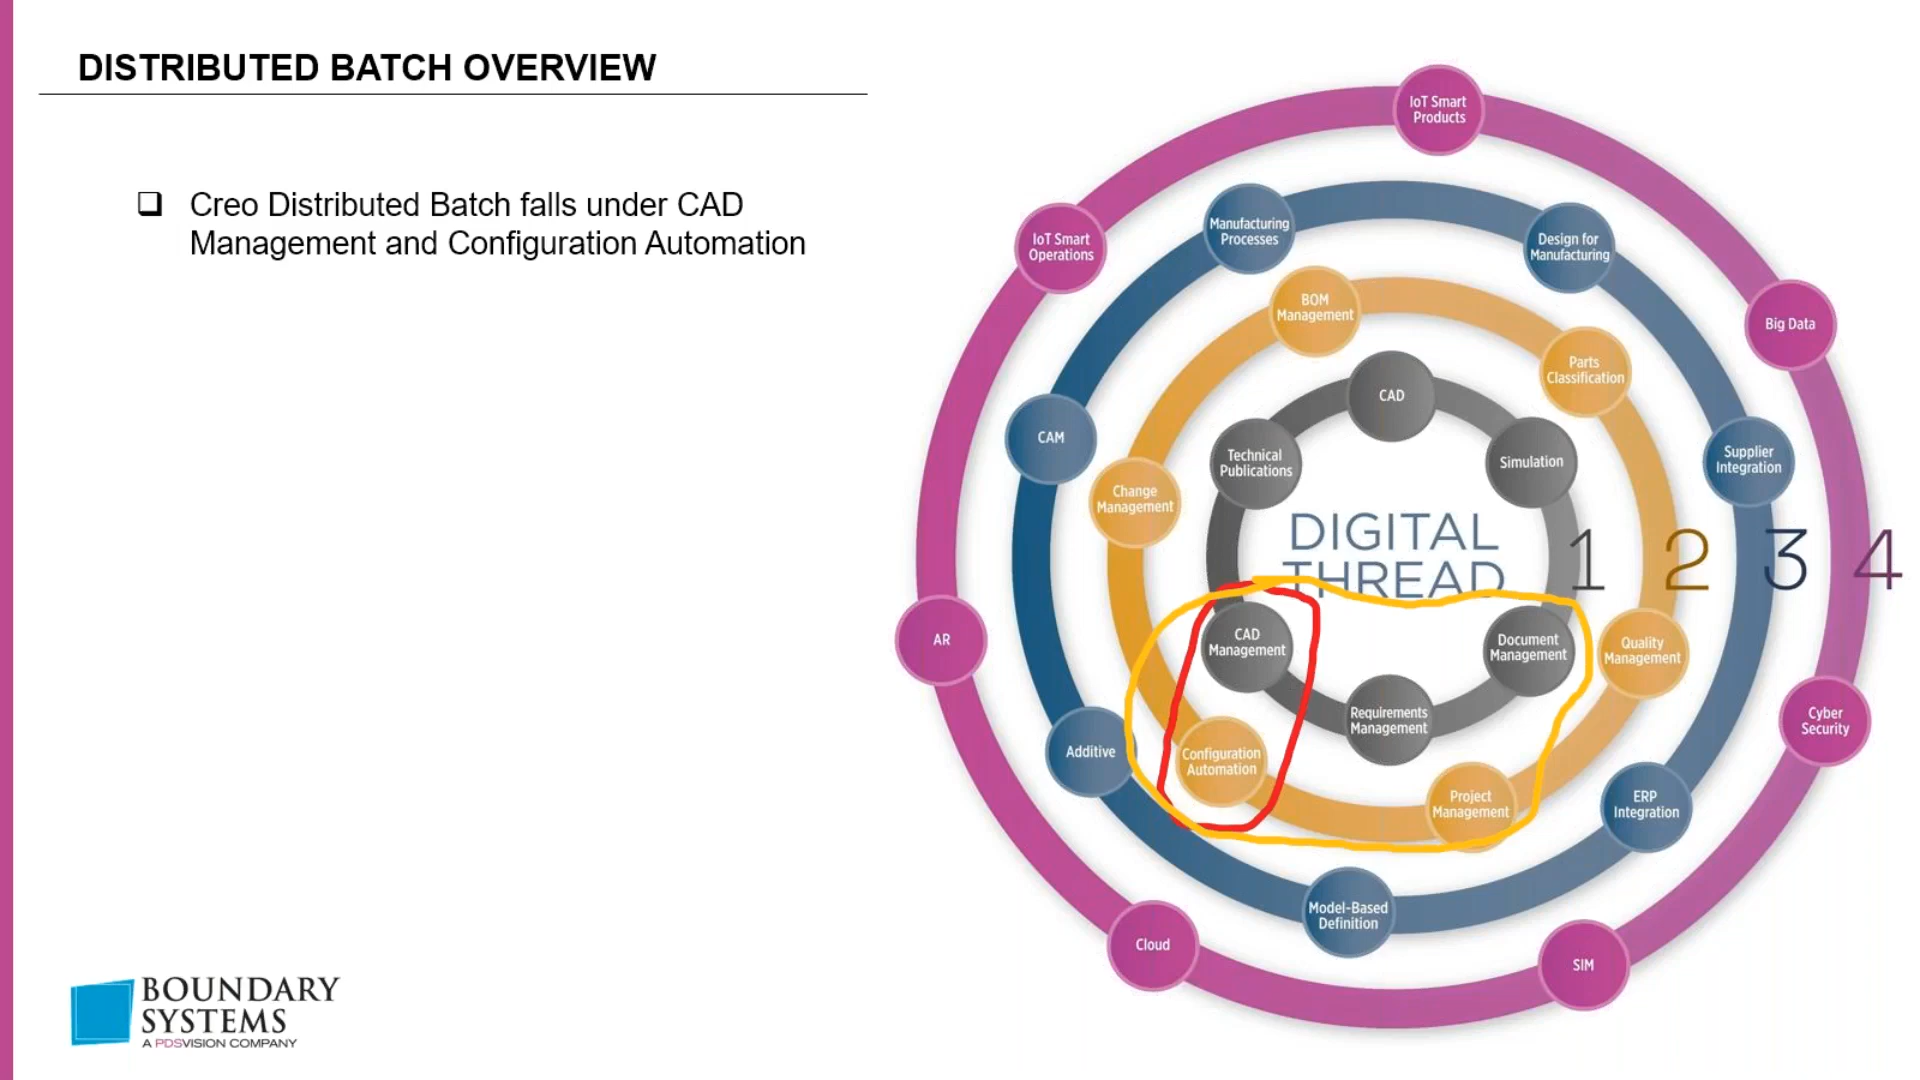 DISTRIBUTED BATCH OVERVIEW
Creo Distributed Batch falls under CAD
Management and Configuration Automation
IoT Smart
Products
IoT Smart
Operations
Manufacturing
Processes
Design for
Manufacturing
BOM
Management
Big Data
Parts
Classification
CAD
CAM
Technical
Publications
Simulation
Supplier
Integration
Change
Management
DIGITAL
THREAD
1 2 3 4
AR
CAD
Management
Document
Management
Quality
Management
Requirements
Management
Cyber
Security
Additive
Configuration
Automation
Project
Management
ERP
Integration
Model-Based
Definition
Cloud
SIM
BOUNDARY
SYSTEMS
A PDSVISION COMPANY